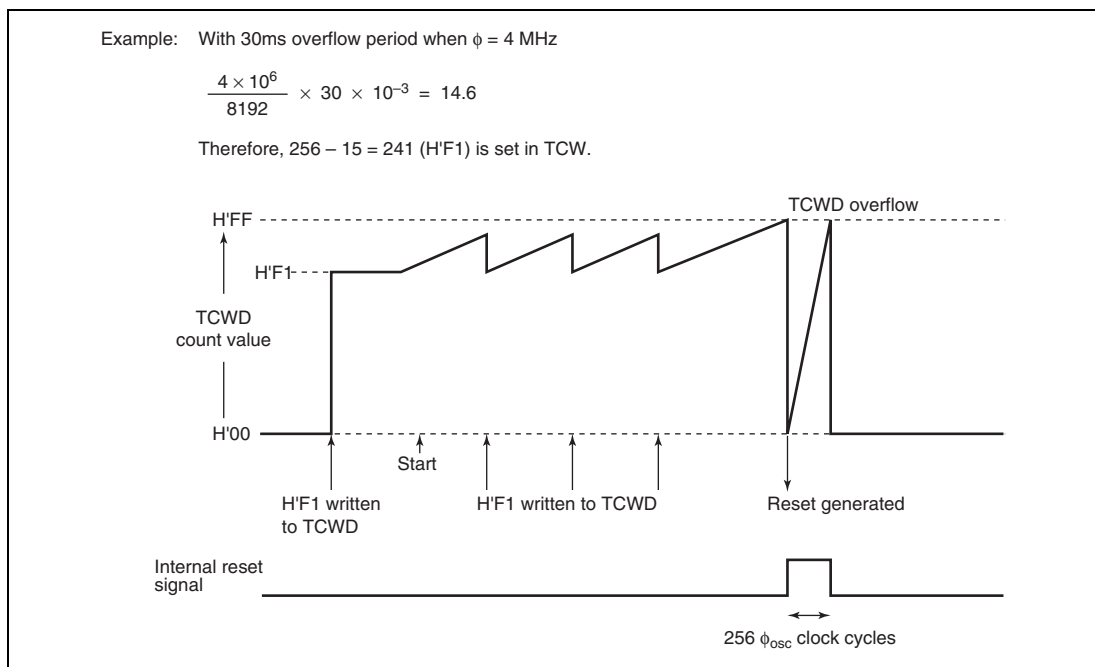 Example: With 30ms overflow period when ϕ = 4 MHz
4 × 10⁶
8192
× 30 × 10⁻³ = 14.6
Therefore, 256 – 15 = 241 (H'F1) is set in TCW.
TCWD overflow
H'FF
H'F1
TCWD
count value
H'00
Start
H'F1 written
to TCWD
H'F1 written to TCWD
Reset generated
Internal reset
signal
256 ϕosc clock cycles